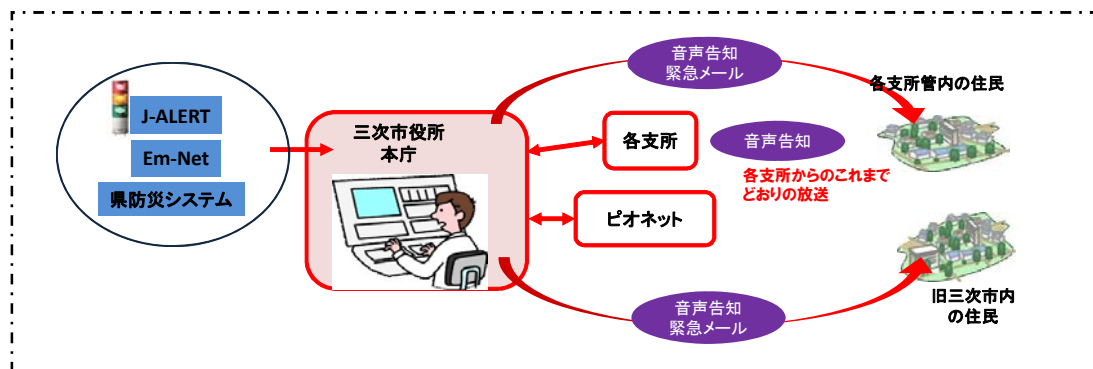 J-ALERT
Em-Net
県防災システム
三次市役所
本庁
音声告知
緊急メール
各支所
ピオネット
音声告知
各支所からのこれまで
どおりの放送
各支所管内の住民
音声告知
緊急メール
旧三次市内
の住民